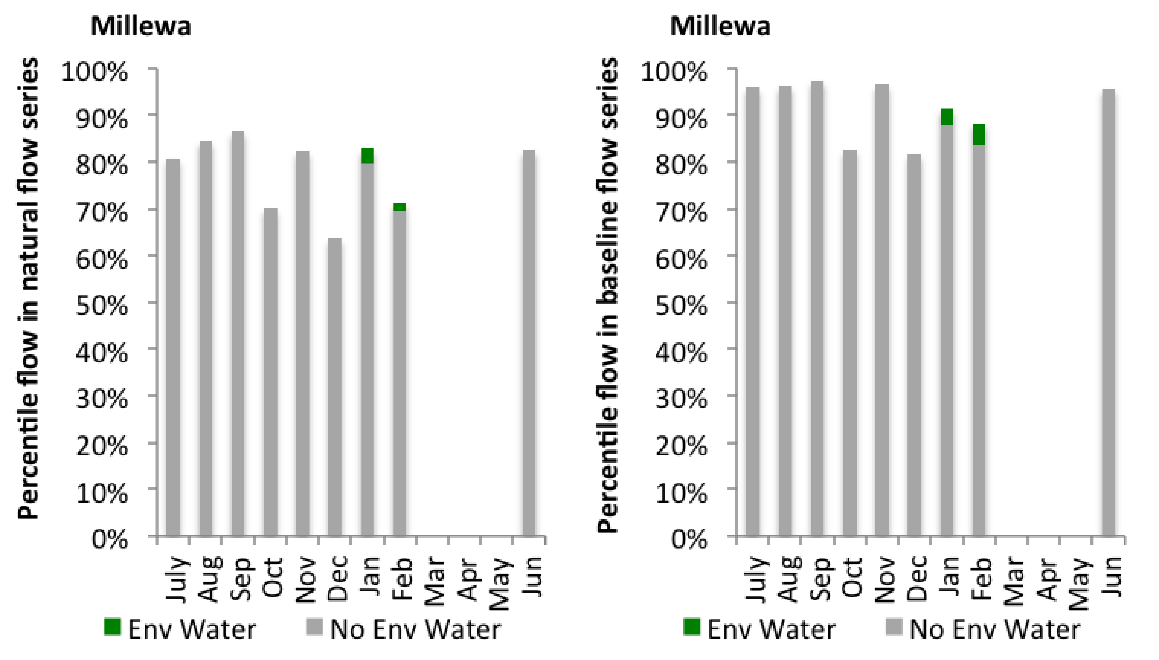 Millewa
Percentile flow in natural flow series
100%
90%
80%
70%
60%
50%
40%
30%
20%
10%
0%
July Aug Sep Oct Nov Dec Jan Feb Mar Apr May Jun
Env Water No Env Water
Millewa
Percentile flow in baseline flow series
100%
90%
80%
70%
60%
50%
40%
30%
20%
10%
0%
July Aug Sep Oct Nov Dec Jan Feb Mar Apr May Jun
Env Water No Env Water